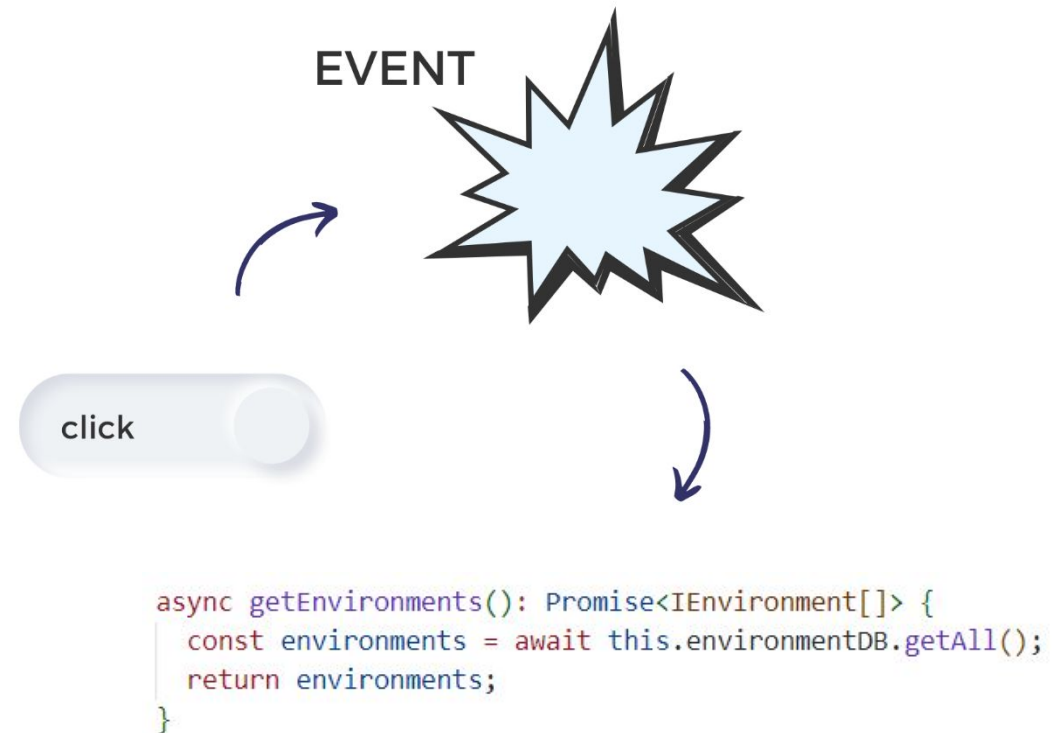 EVENT
click
async getEnvironments(): Promise<IEnvironment[]> {
  const environments = await this.environmentDB.getAll();
  return environments;
}